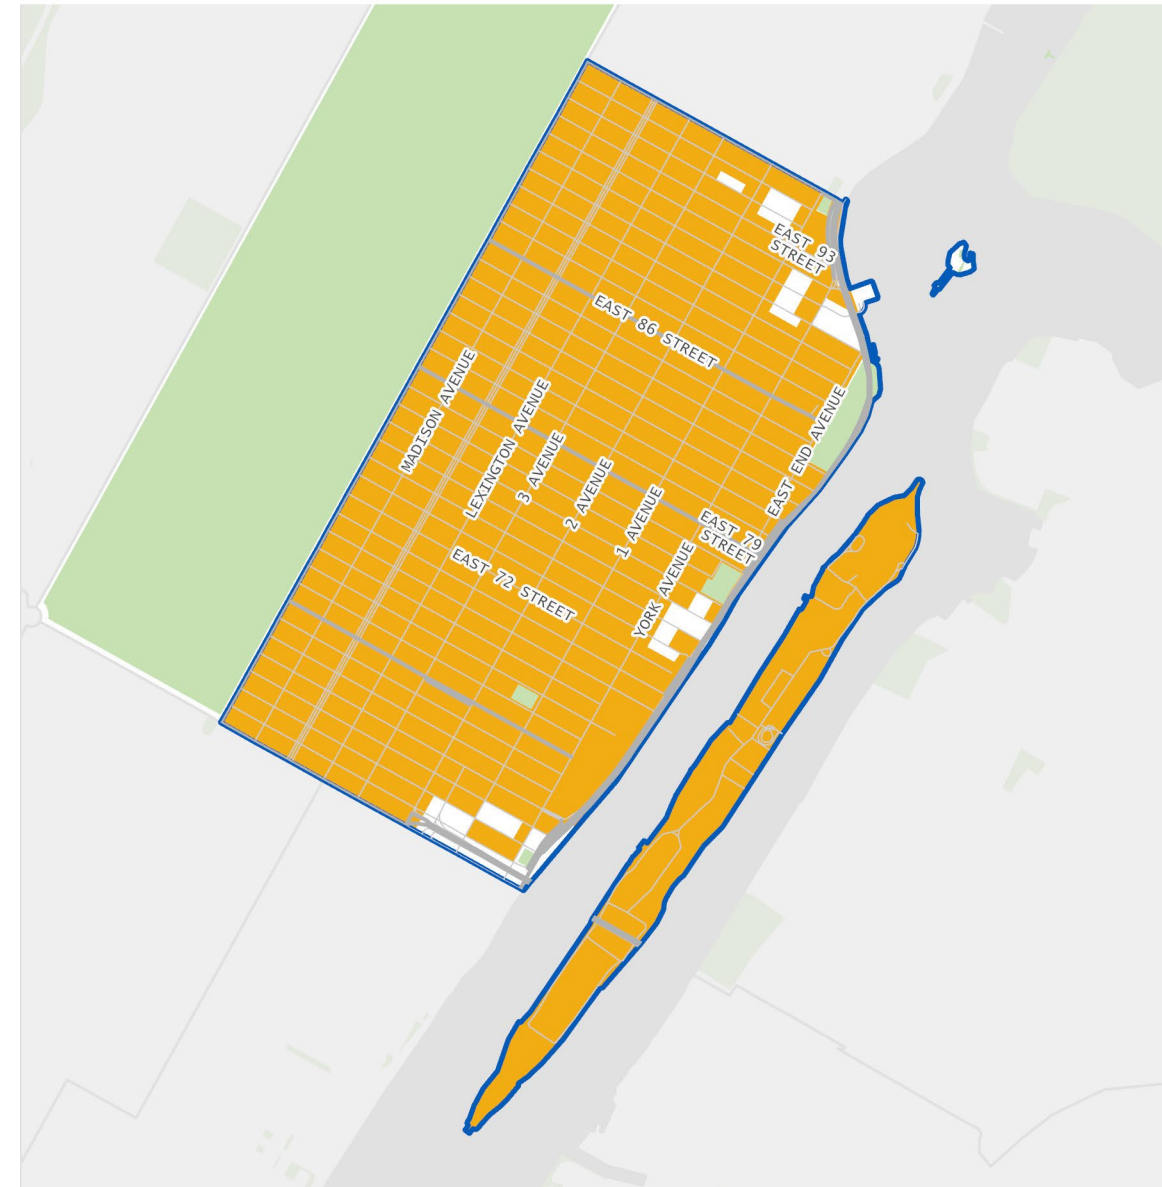 EAST 93
STREET
EAST 86 STREET
MADISON AVENUE
LEXINGTON AVENUE
3 AVENUE
2 AVENUE
1 AVENUE
EAST END AVENUE
EAST 79
STREET
YORK AVENUE
EAST 72 STREET